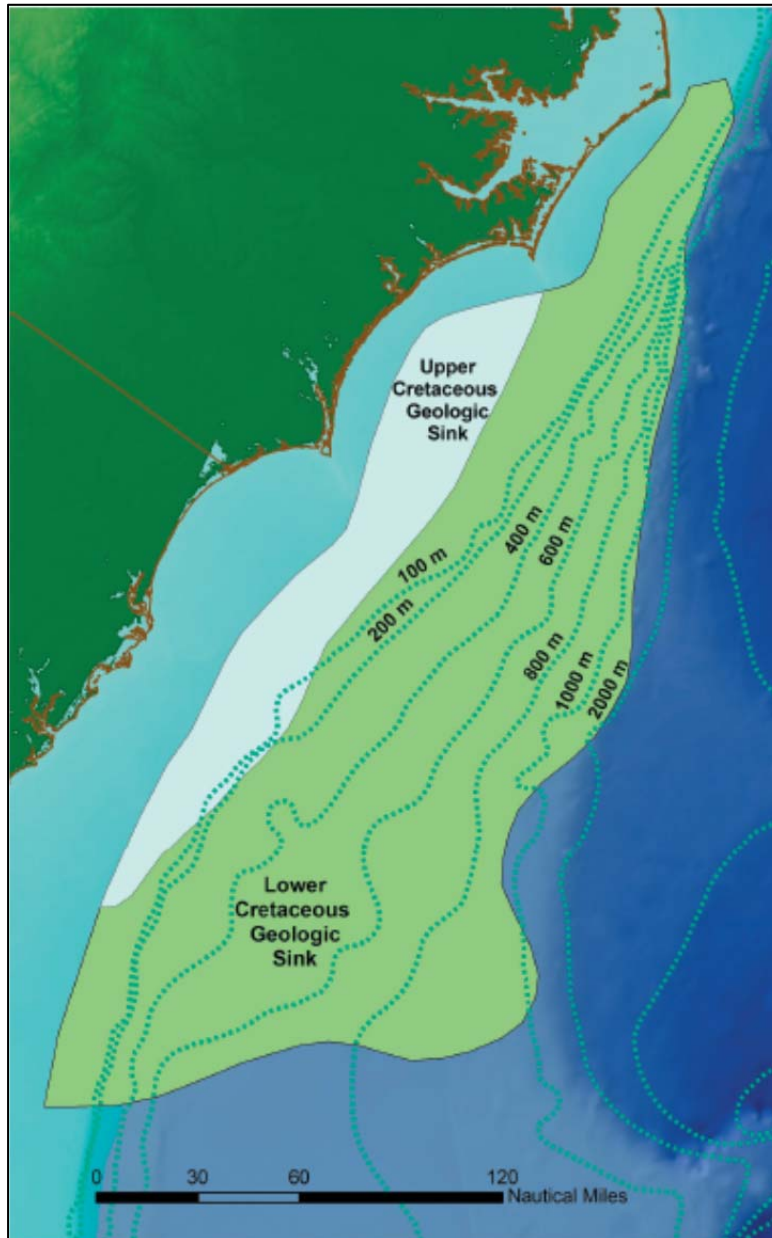 Upper
Cretaceous
Geologic
Sink
100 m
200 m
400 m
600 m
800 m
1000 m
2000 m
Lower
Cretaceous
Geologic
Sink
0 30 60 120
Nautical Miles